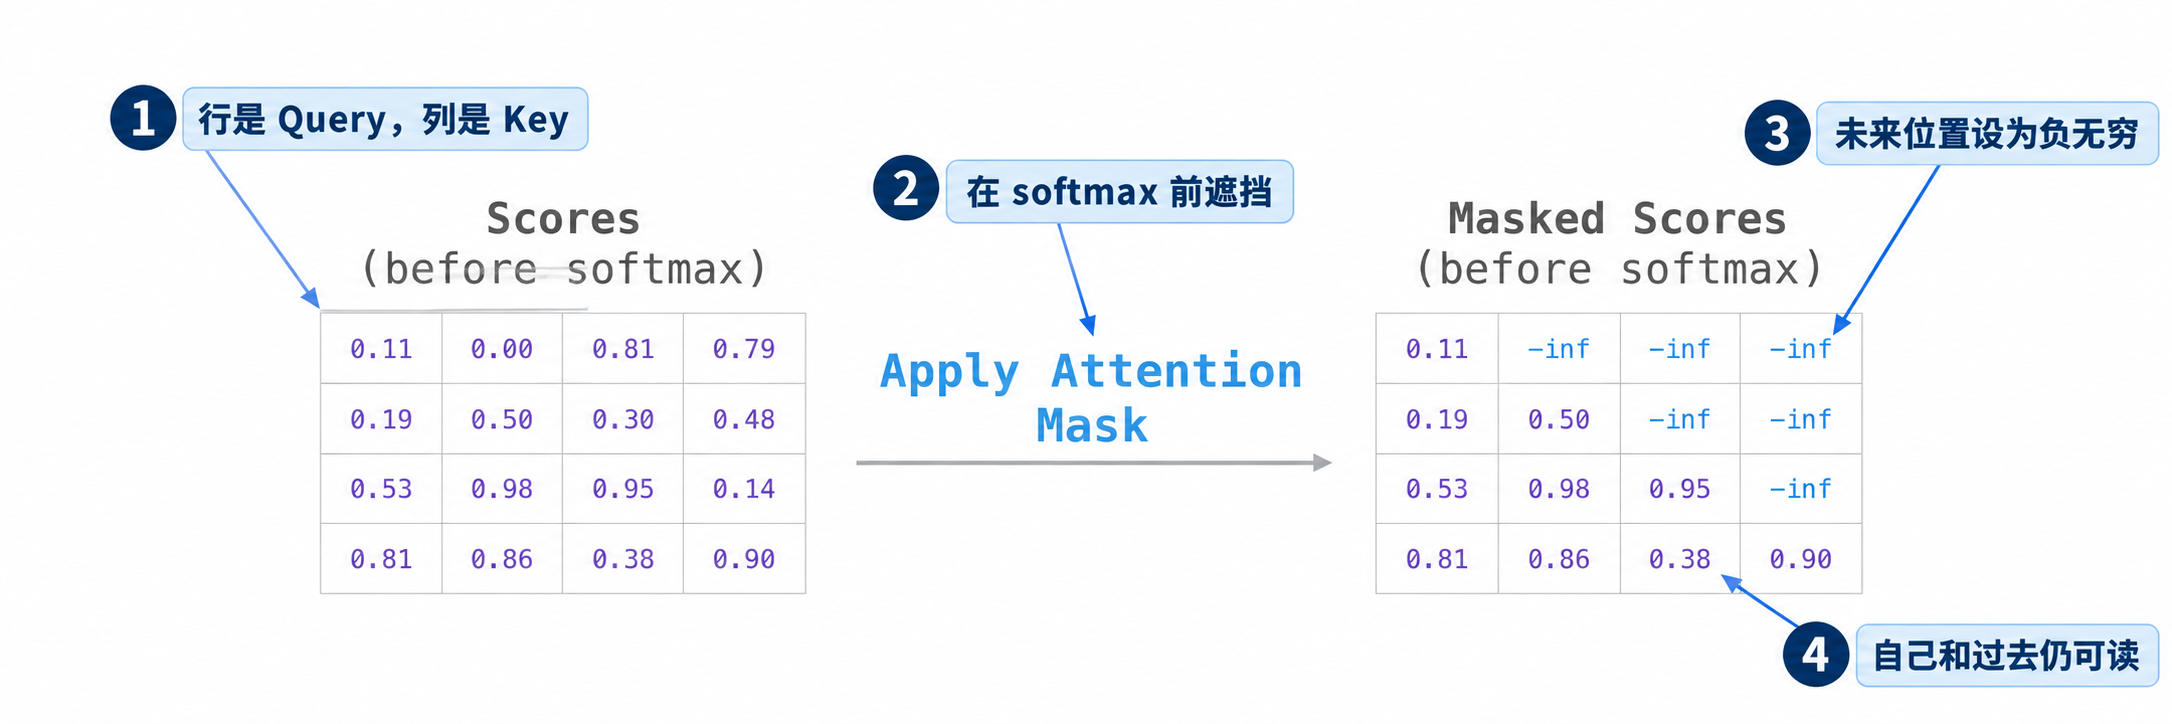 1 行是 Query，列是 Key
2 在 softmax 前遮挡
3 未来位置设为负无穷
Scores
(before softmax)
0.11 0.00 0.81 0.79
0.19 0.50 0.30 0.48
0.53 0.98 0.95 0.14
0.81 0.86 0.38 0.90
Apply Attention
Mask
Masked Scores
(before softmax)
0.11 −inf −inf −inf
0.19 0.50 −inf −inf
0.53 0.98 0.95 −inf
0.81 0.86 0.38 0.90
4 自己和过去仍可读